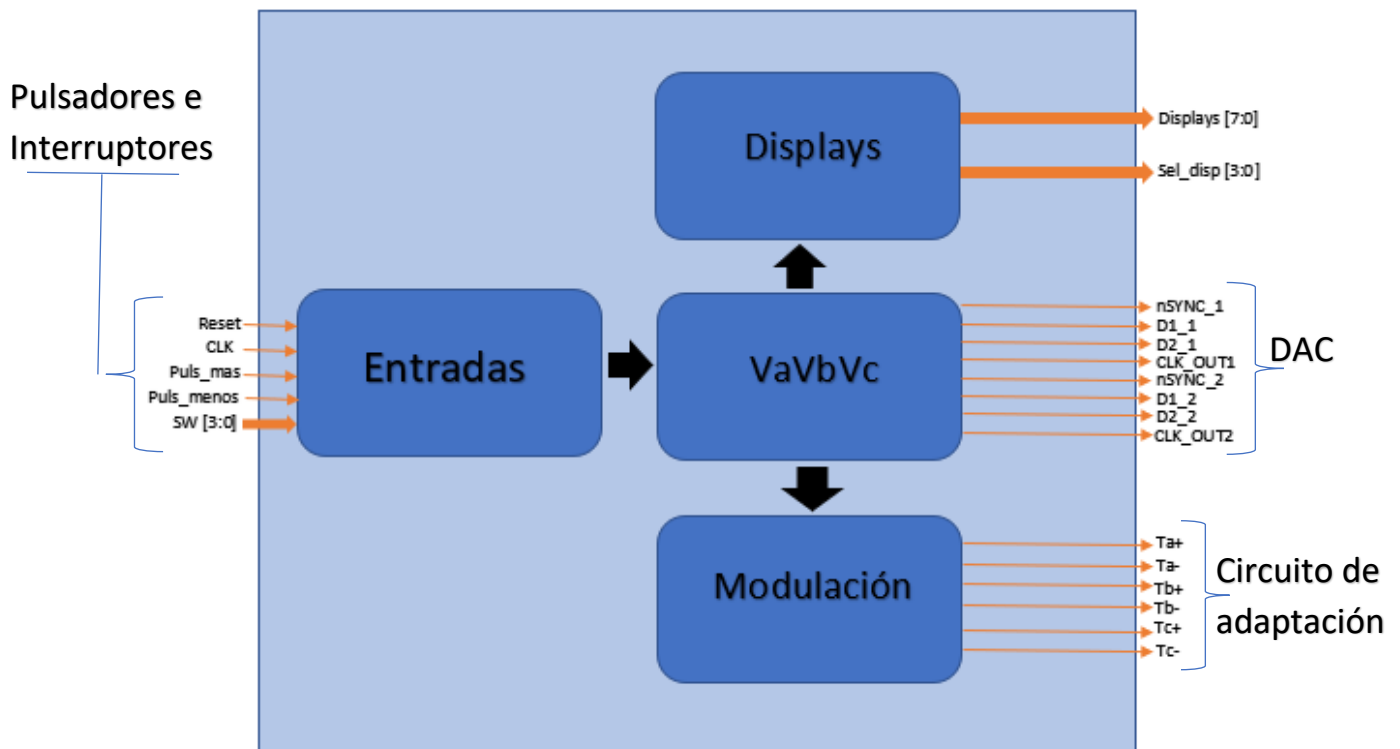 Pulsadores e
Interruptores
Reset
CLK
Puls_mas
Puls_menos
SW [3:0]
Entradas
Displays
Displays [7:0]
Sel_disp [3:0]
VaVbVc
nSYNC_1
D1_1
D2_1
CLK_OUT1
nSYNC_2
D1_2
D2_2
CLK_OUT2
DAC
Modulación
Ta+
Ta-
Tb+
Tb-
Tc+
Tc-
Circuito de
adaptación